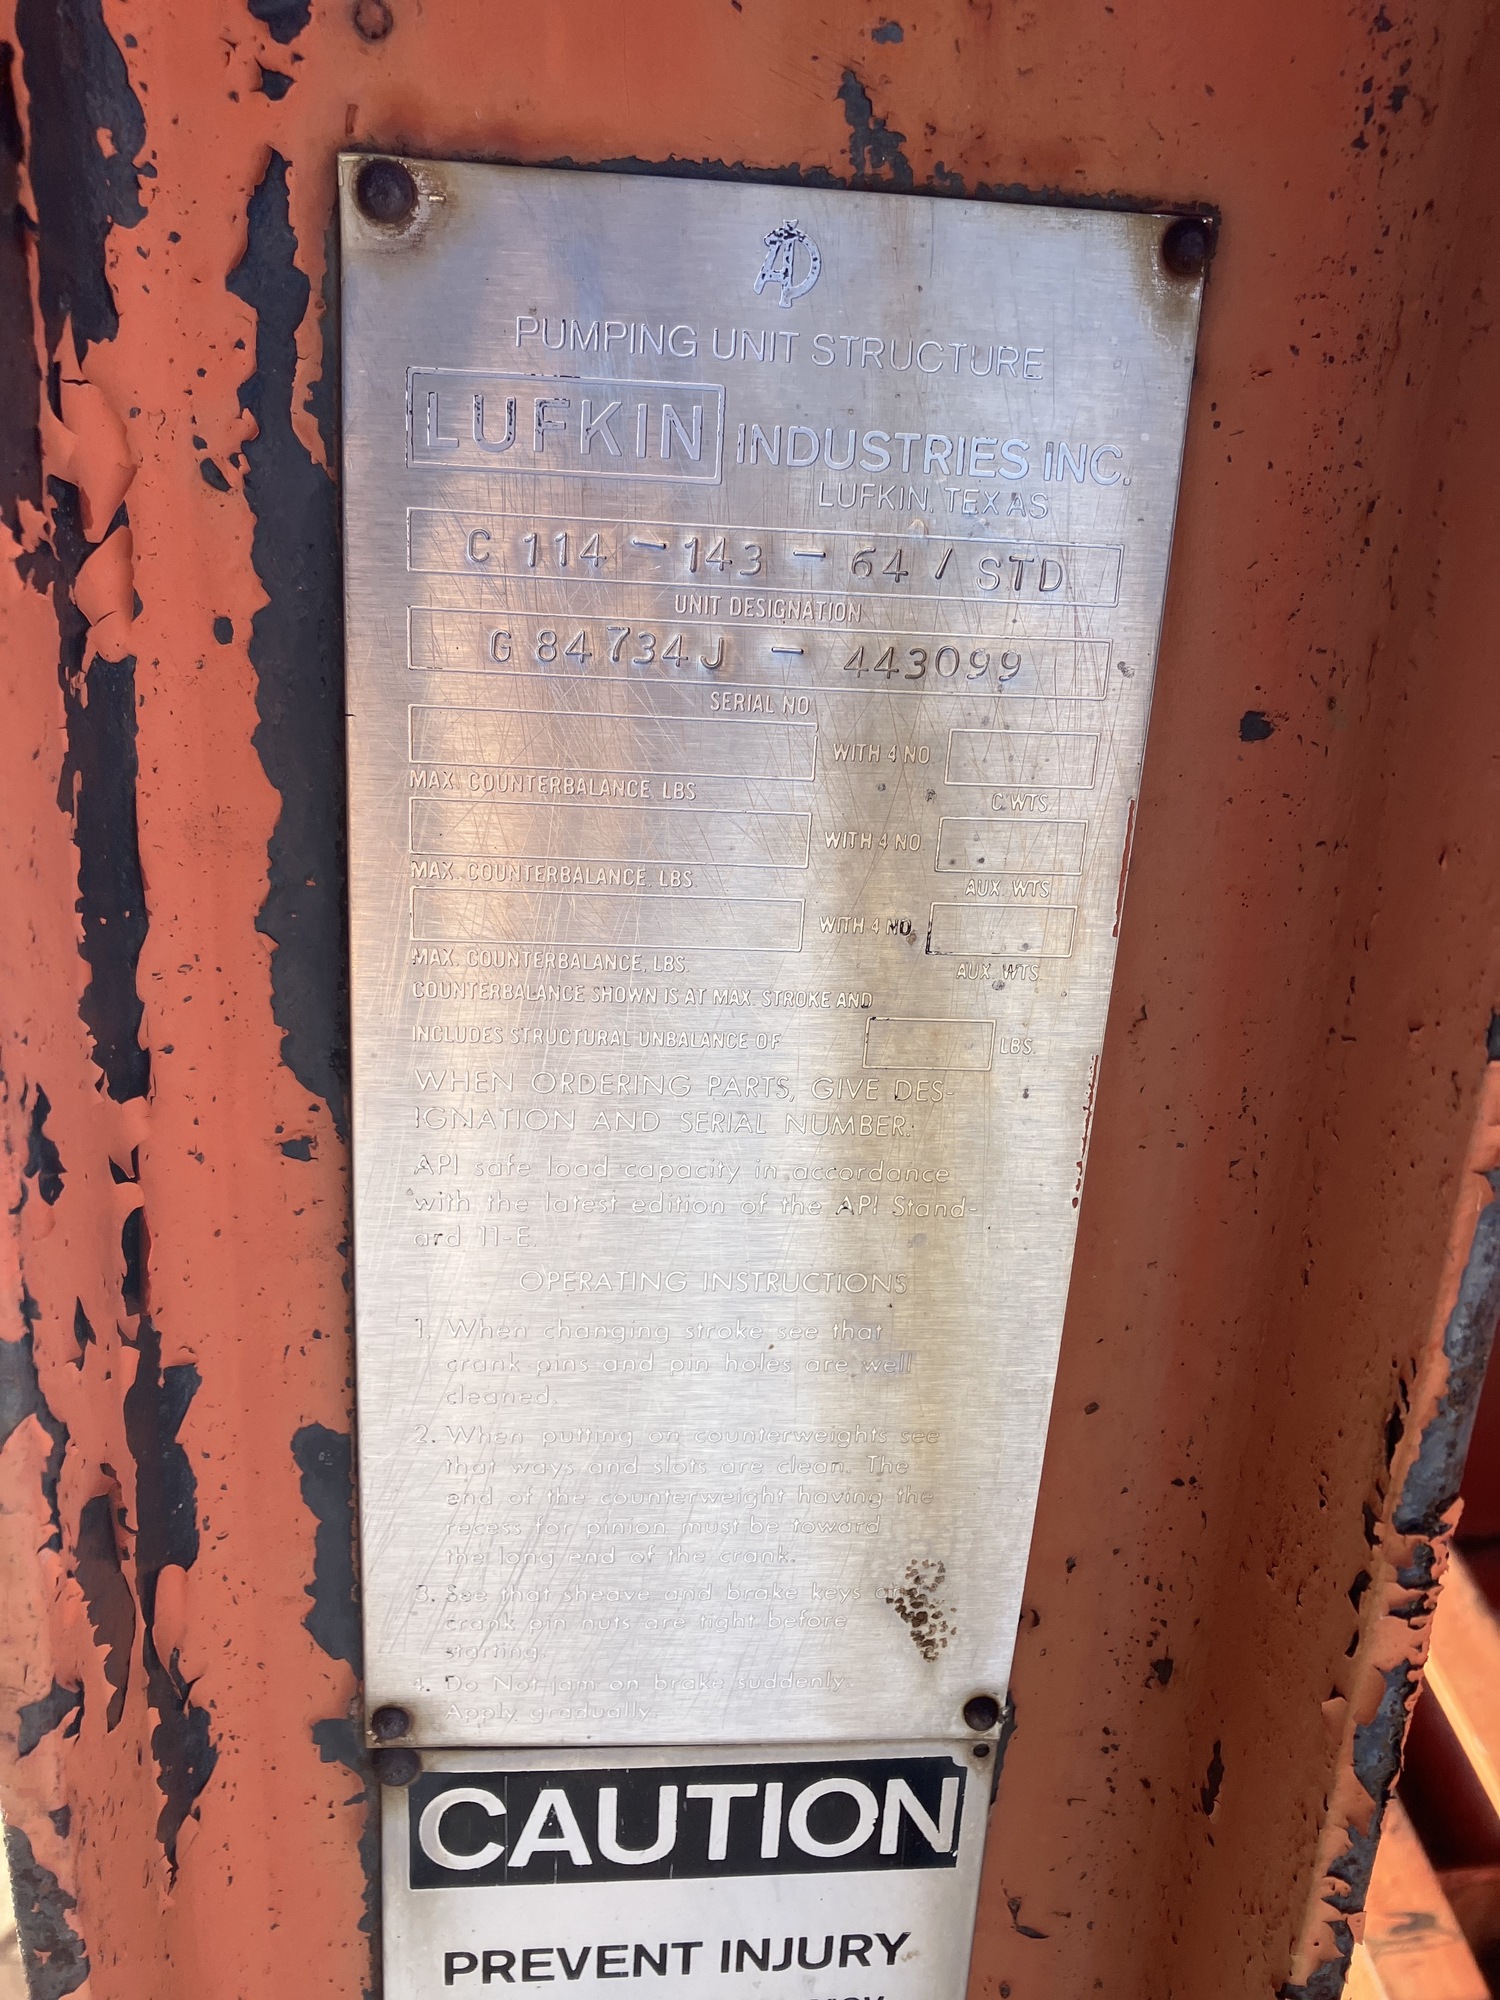 PUMPING UNIT STRUCTURE
LUFKIN INDUSTRIES INC.
LUFKIN, TEXAS
C 114 - 143 - 64 / STD
UNIT DESIGNATION
G 84734J - 443099
SERIAL NO
WITH 4 NO
MAX. COUNTERBALANCE, LBS
C. WTS.
WITH 4 NO.
MAX. COUNTERBALANCE, LBS
AUX. WTS
WITH 4 NO.
MAX. COUNTERBALANCE, LBS.
AUX. WTS.
COUNTERBALANCE SHOWN IS AT MAX. STROKE AND
INCLUDES STRUCTURAL UNBALANCE OF LBS.
WHEN ORDERING PARTS, GIVE DES-
IGNATION AND SERIAL NUMBER.
API safe load capacity in accordance
with the latest edition of the API Stand-
ard 11-E.
OPERATING INSTRUCTIONS
1. When changing stroke see that
crank pins and pin holes are well
cleaned.
2. When putting on counterweights see
that ways and slots are clean. The
end of the counterweight having the
recess for pinion must be toward
the long end of the crank.
3. See that sheave and brake keys
crank pin nuts are tight before
starting.
4. Do Not jam on brake suddenly.
Apply gradually.
CAUTION
PREVENT INJURY